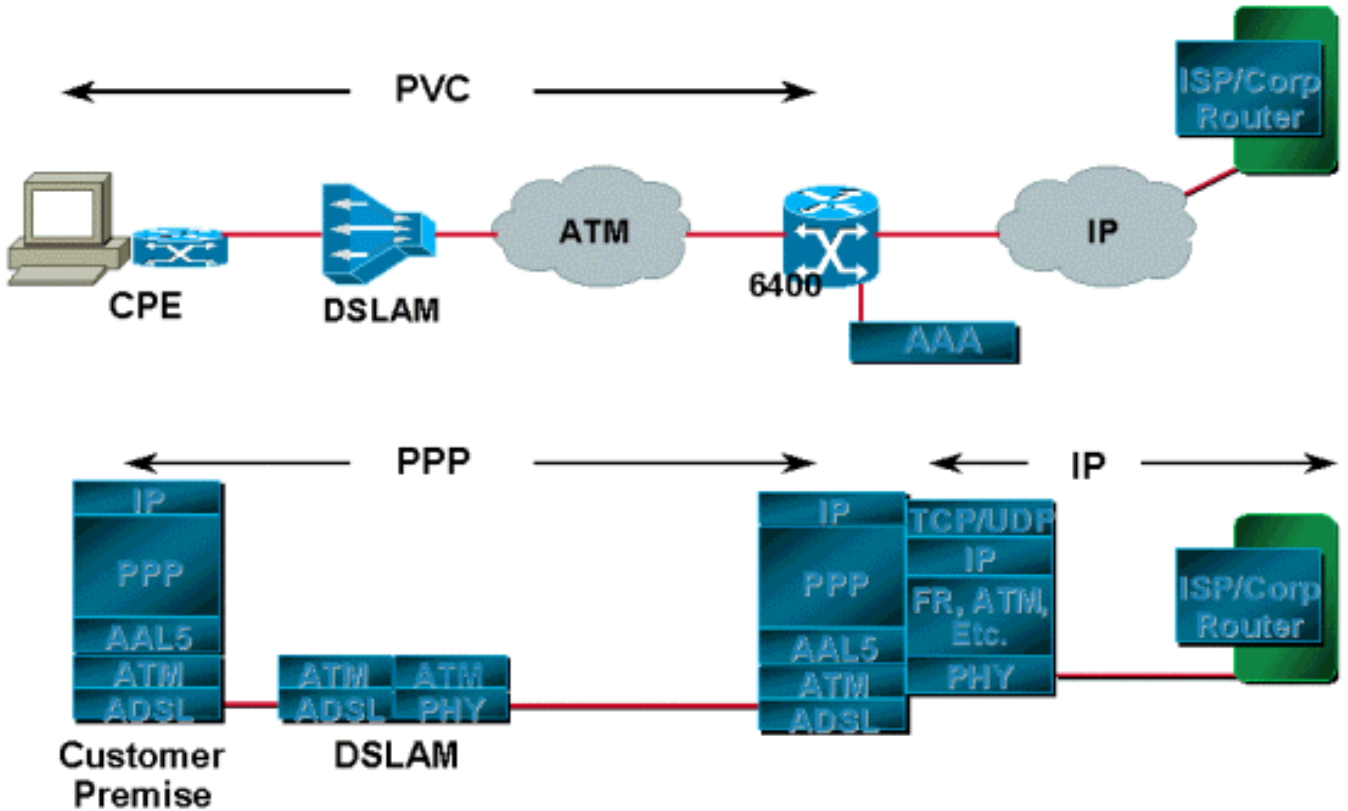 PVC
ISP/Corp
Router
ATM
IP
CPE
DSLAM
6400
AAA
PPP
IP
IP
PPP
AAL5
ATM
ADSL
Customer
Premise
ATM
ATM
ADSL
PHY
DSLAM
IP
PPP
AAL5
ATM
ADSL
TCP/UDP
IP
FR, ATM,
Etc.
PHY
ISP/Corp
Router